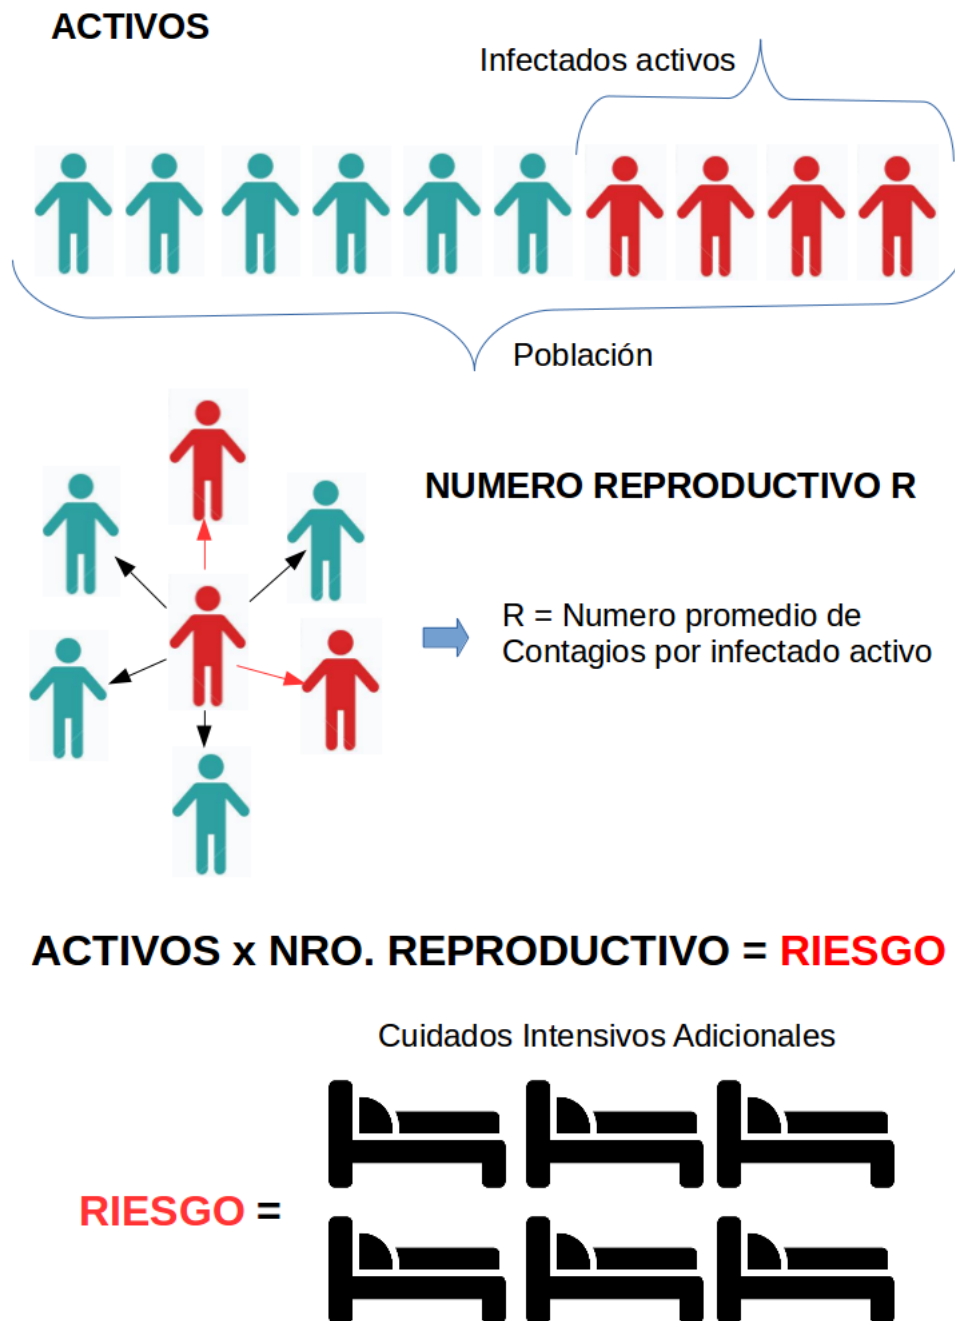 ACTIVOS
Infectados activos
Población
NUMERO REPRODUCTIVO R
R = Numero promedio de
Contagios por infectado activo
ACTIVOS x NRO. REPRODUCTIVO = RIESGO
Cuidados Intensivos Adicionales
RIESGO =